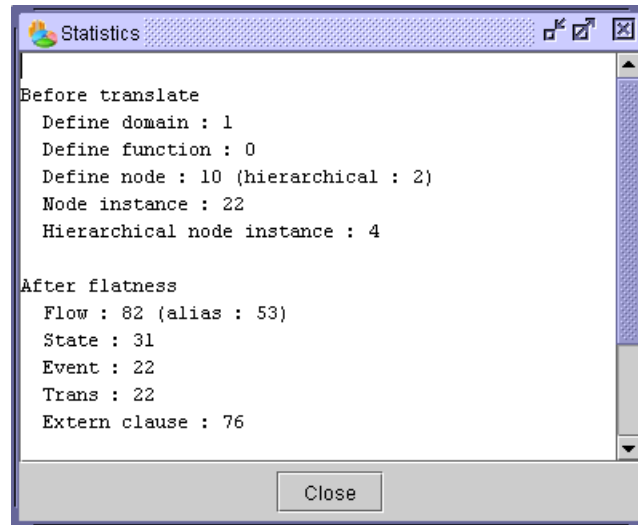 Statistics
Before translate
Define domain : 1
Define function : 0
Define node : 10 (hierarchical : 2)
Node instance : 22
Hierarchical node instance : 4
After flatness
Flow : 82 (alias : 53)
State : 31
Event : 22
Trans : 22
Extern clause : 76
Close